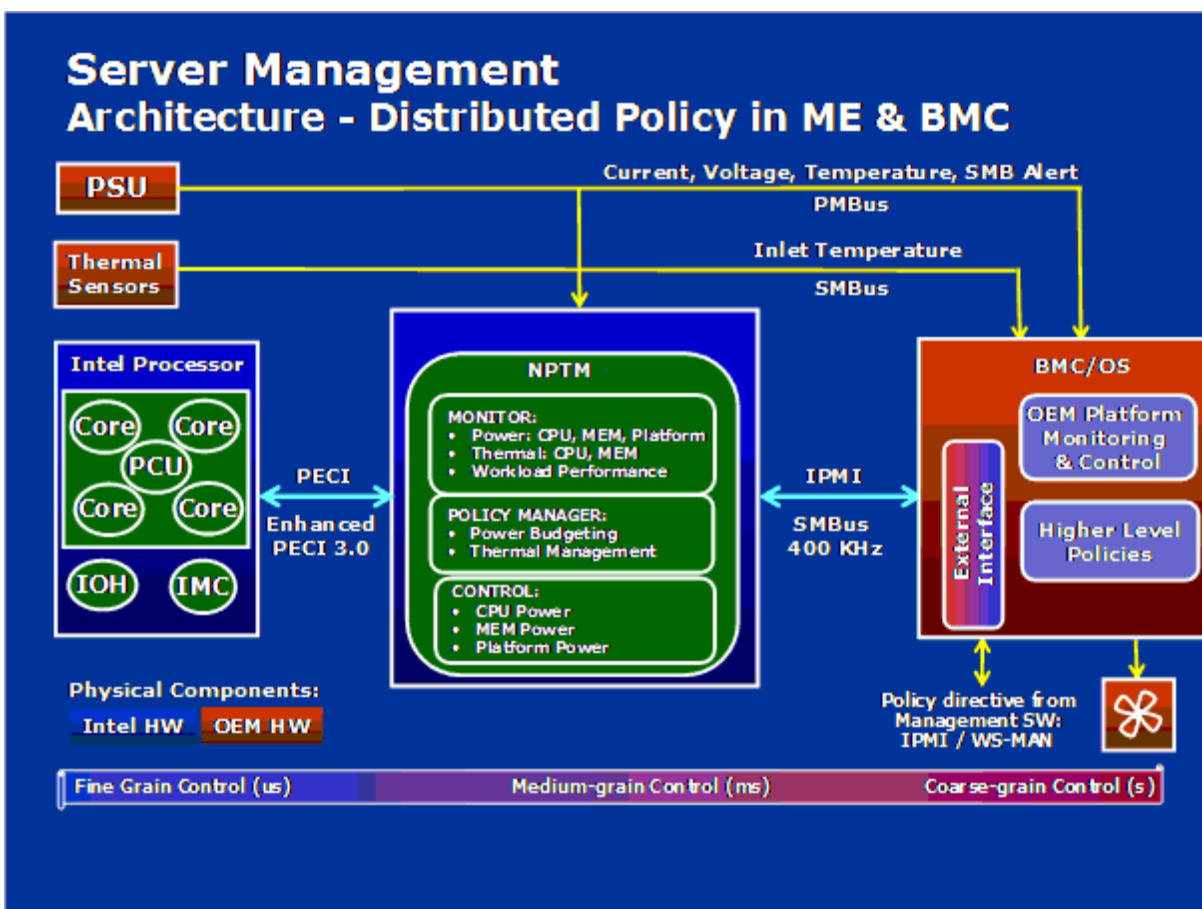 Server Management
Architecture - Distributed Policy in ME & BMC
PSU
Current, Voltage, Temperature, SMB Alert
PMBus
Thermal
Sensors
Inlet Temperature
SMBus
Intel Processor
Core
Core
PCU
Core
Core
IOH
IMC
PECI
Enhanced
PECI 3.0
NPTM
MONITOR:
• Power: CPU, MEM, Platform
• Thermal: CPU, MEM
• Workload Performance
POLICY MANAGER:
• Power Budgeting
• Thermal Management
CONTROL:
• CPU Power
• MEM Power
• Platform Power
IPMI
SMBus
400 KHz
BMC/OS
OEM Platform
Monitoring
& Control
Higher Level
Policies
External
Interface
Physical Components:
Intel HW
OEM HW
Policy directive from
Management SW:
IPMI / WS-MAN
Fine Grain Control (us)
Medium-grain Control (ms)
Coarse-grain Control (s)